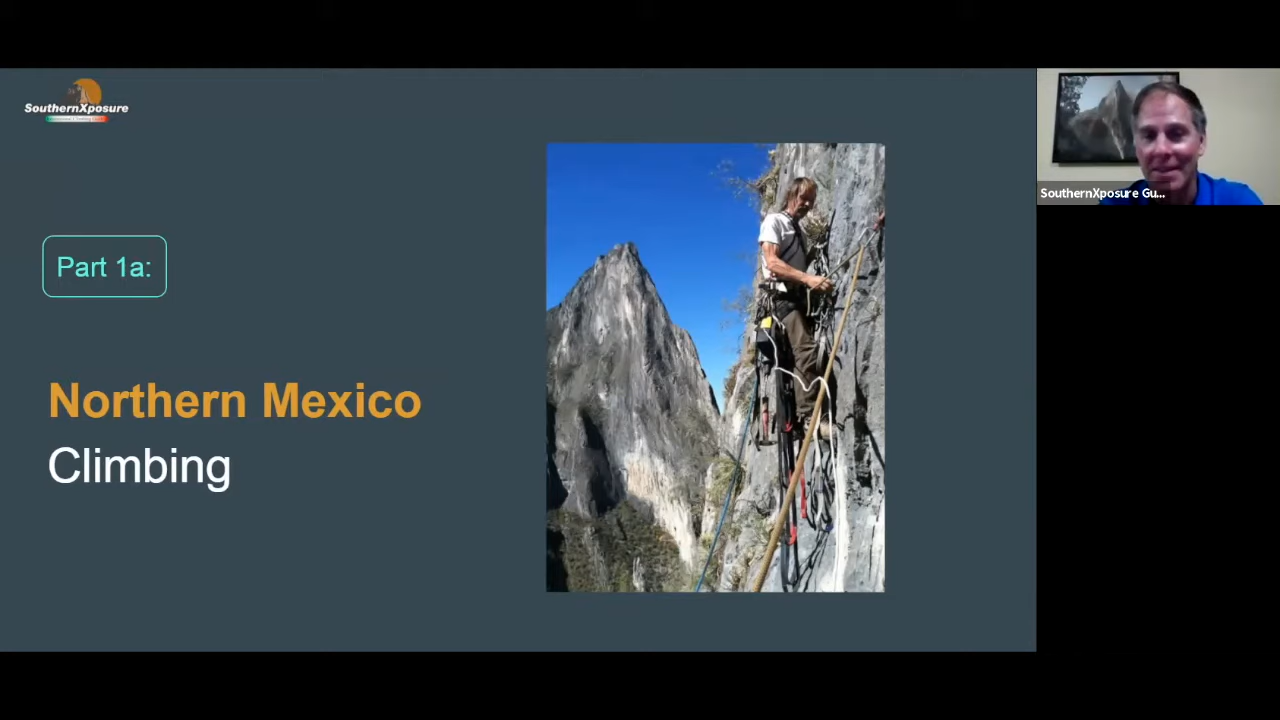 SouthernXposure
Part 1a:
Northern Mexico
Climbing
SouthernXposure Gu...